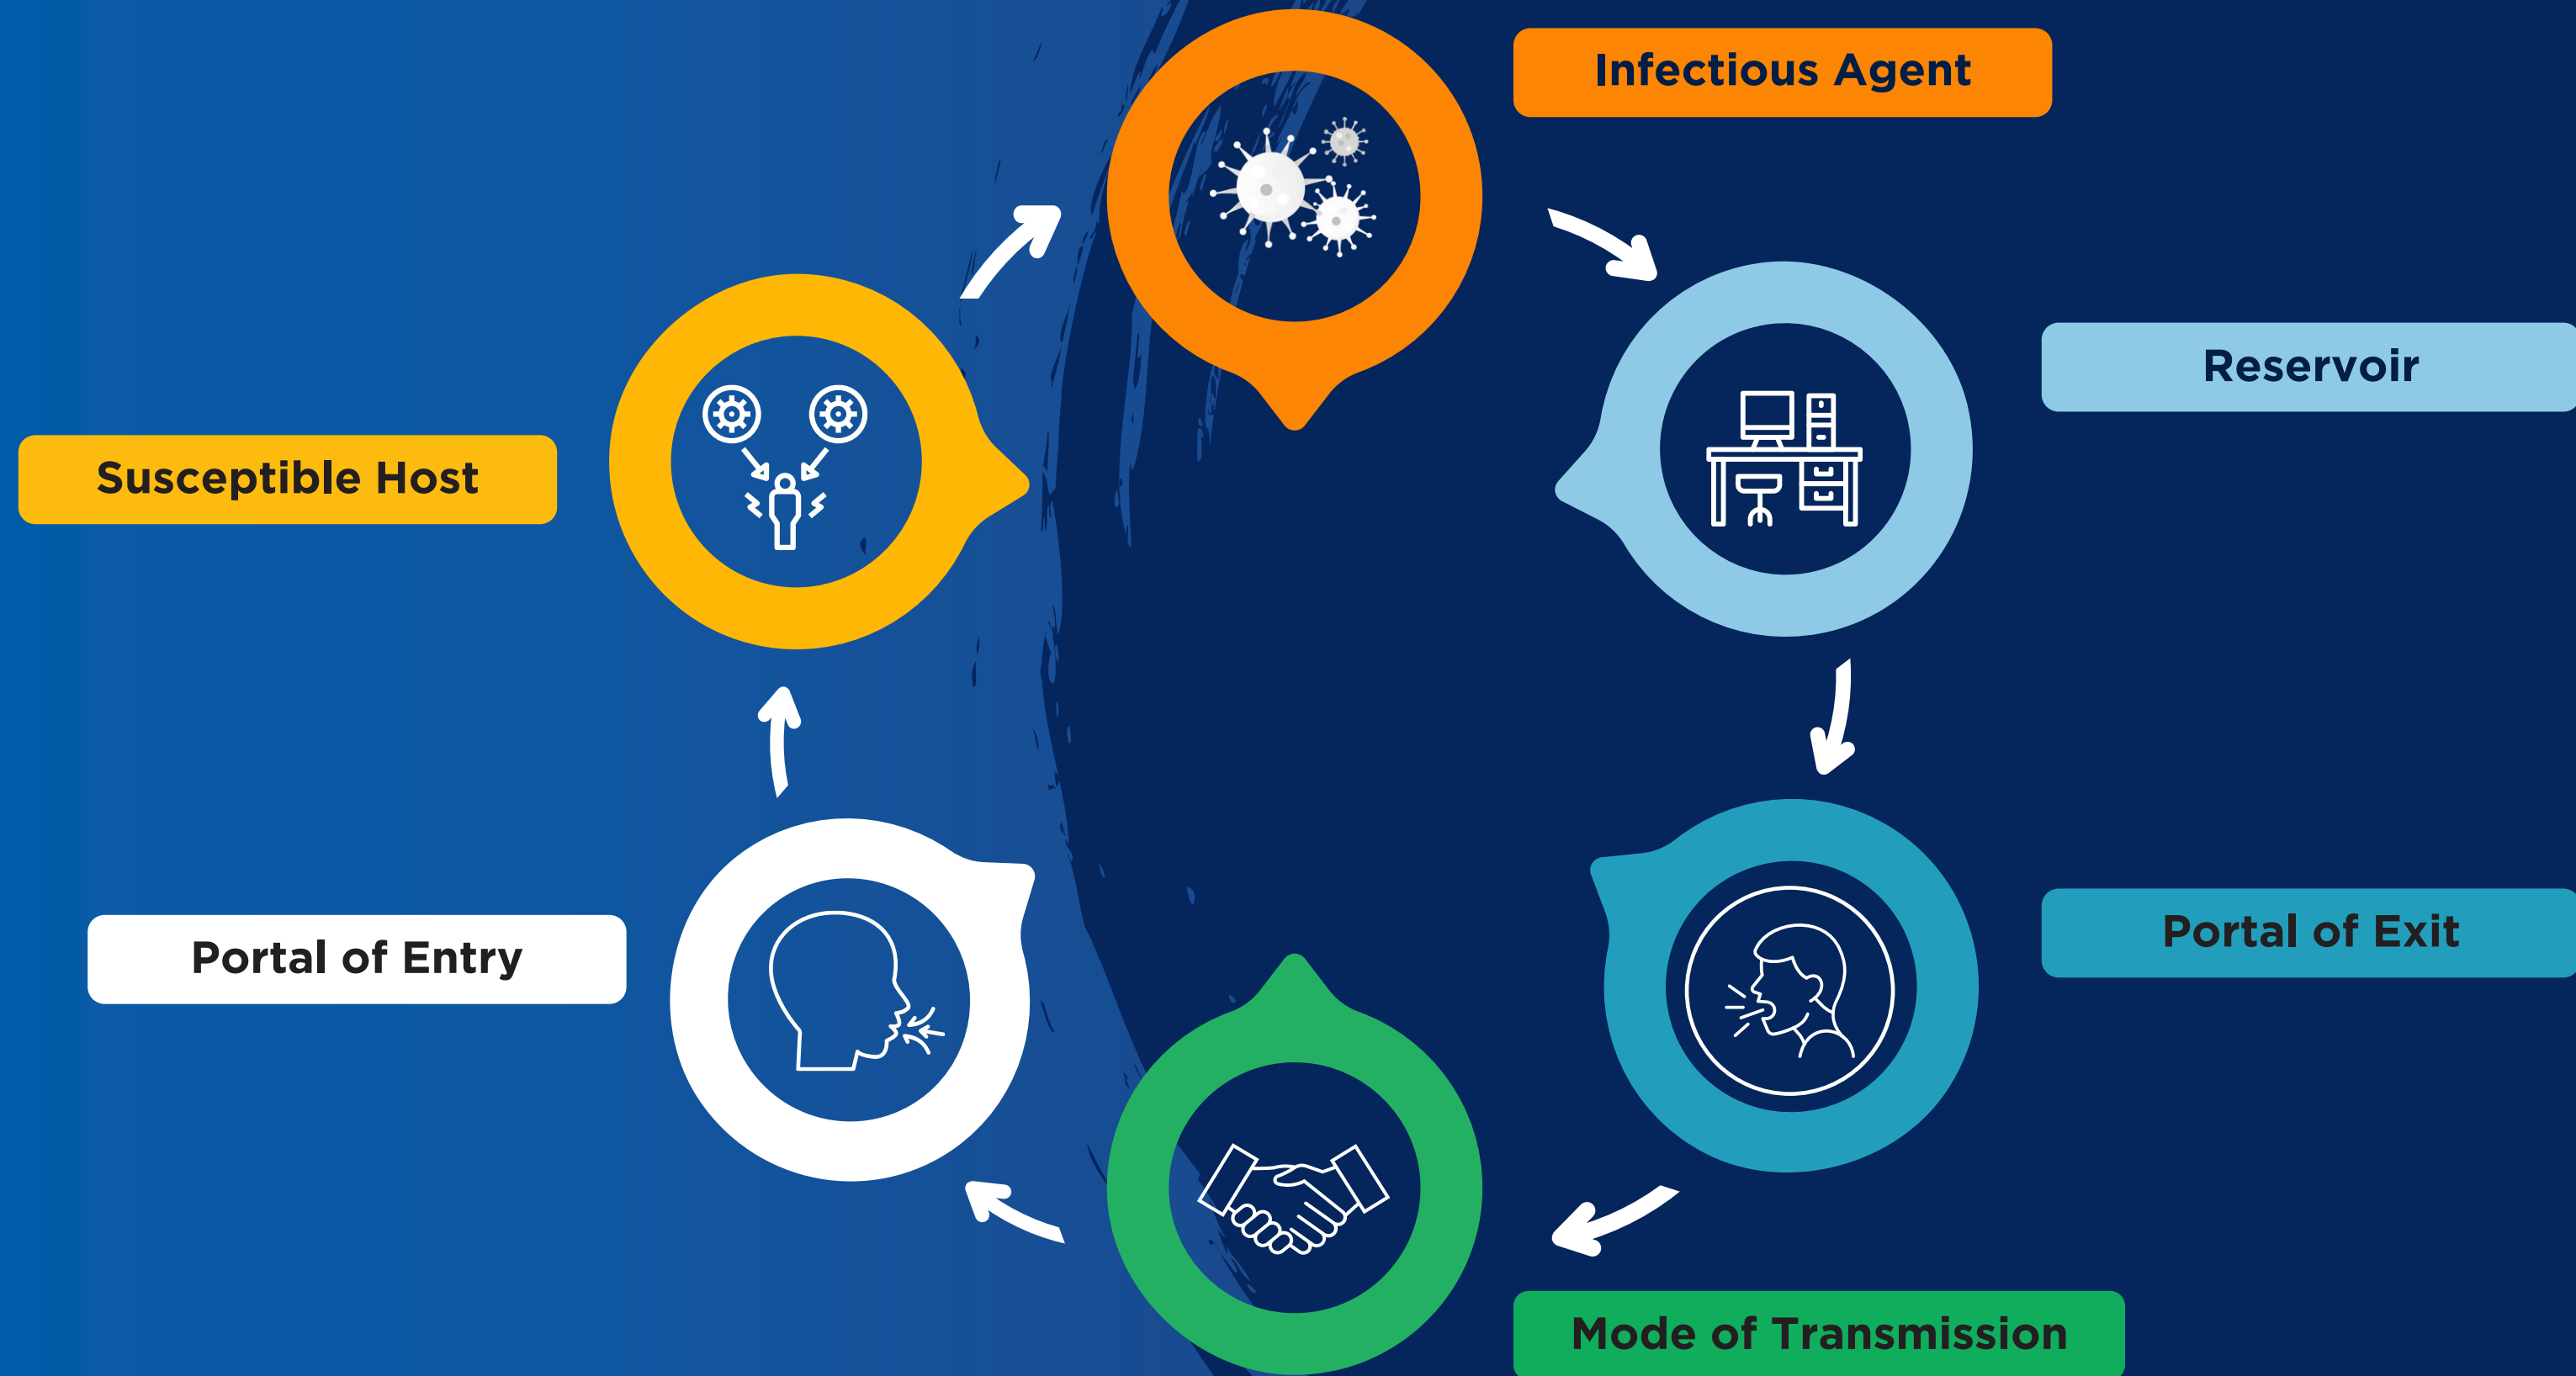 Infectious Agent
Reservoir
Susceptible Host
Portal of Exit
Portal of Entry
Mode of Transmission